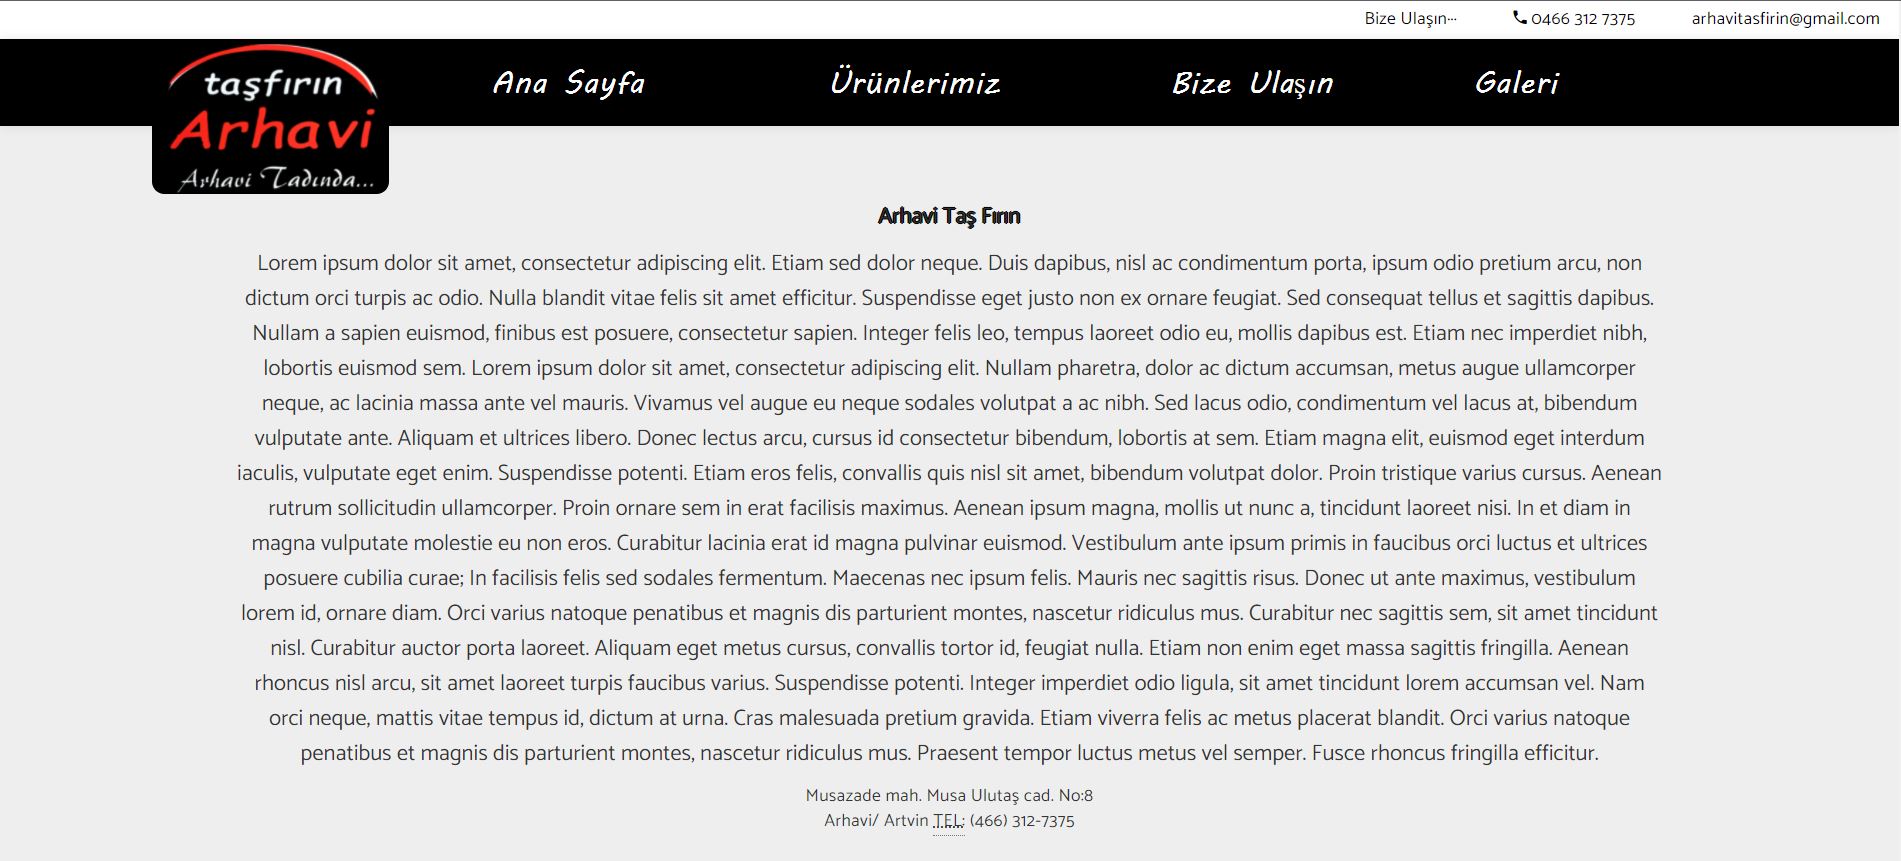 Bize Ulaşın... 0466 312 7375 arhavitasfirin@gmail.com
taşfırın
Arhavi
Arhavi Tadında...
Ana Sayfa Ürünlerimiz Bize Ulaşın Galeri
Arhavi Taş Fırın
Lorem ipsum dolor sit amet, consectetur adipiscing elit. Etiam sed dolor neque. Duis dapibus, nisl ac condimentum porta, ipsum odio pretium arcu, non
dictum orci turpis ac odio. Nulla blandit vitae felis sit amet efficitur. Suspendisse eget justo non ex ornare feugiat. Sed consequat tellus et sagittis dapibus.
Nullam a sapien euismod, finibus est posuere, consectetur sapien. Integer felis leo, tempus laoreet odio eu, mollis dapibus est. Etiam nec imperdiet nibh,
lobortis euismod sem. Lorem ipsum dolor sit amet, consectetur adipiscing elit. Nullam pharetra, dolor ac dictum accumsan, metus augue ullamcorper
neque, ac lacinia massa ante vel mauris. Vivamus vel augue eu neque sodales volutpat a ac nibh. Sed lacus odio, condimentum vel lacus at, bibendum
vulputate ante. Aliquam et ultrices libero. Donec lectus arcu, cursus id consectetur bibendum, lobortis at sem. Etiam magna elit, euismod eget interdum
iaculis, vulputate eget enim. Suspendisse potenti. Etiam eros felis, convallis quis nisl sit amet, bibendum volutpat dolor. Proin tristique varius cursus. Aenean
rutrum sollicitudin ullamcorper. Proin ornare sem in erat facilisis maximus. Aenean ipsum magna, mollis ut nunc a, tincidunt laoreet nisi. In et diam in
magna vulputate molestie eu non eros. Curabitur lacinia erat id magna pulvinar euismod. Vestibulum ante ipsum primis in faucibus orci luctus et ultrices
posuere cubilia curae; In facilisis felis sed sodales fermentum. Maecenas nec ipsum felis. Mauris nec sagittis risus. Donec ut ante maximus, vestibulum
lorem id, ornare diam. Orci varius natoque penatibus et magnis dis parturient montes, nascetur ridiculus mus. Curabitur nec sagittis sem, sit amet tincidunt
nisl. Curabitur auctor porta laoreet. Aliquam eget metus cursus, convallis tortor id, feugiat nulla. Etiam non enim eget massa sagittis fringilla. Aenean
rhoncus nisl arcu, sit amet laoreet turpis faucibus varius. Suspendisse potenti. Integer imperdiet odio ligula, sit amet tincidunt lorem accumsan vel. Nam
orci neque, mattis vitae tempus id, dictum at urna. Cras malesuada pretium gravida. Etiam viverra felis ac metus placerat blandit. Orci varius natoque
penatibus et magnis dis parturient montes, nascetur ridiculus mus. Praesent tempor luctus metus vel semper. Fusce rhoncus fringilla efficitur.
Musazade mah. Musa Ulutaş cad. No:8
Arhavi/ Artvin TEL: (466) 312-7375